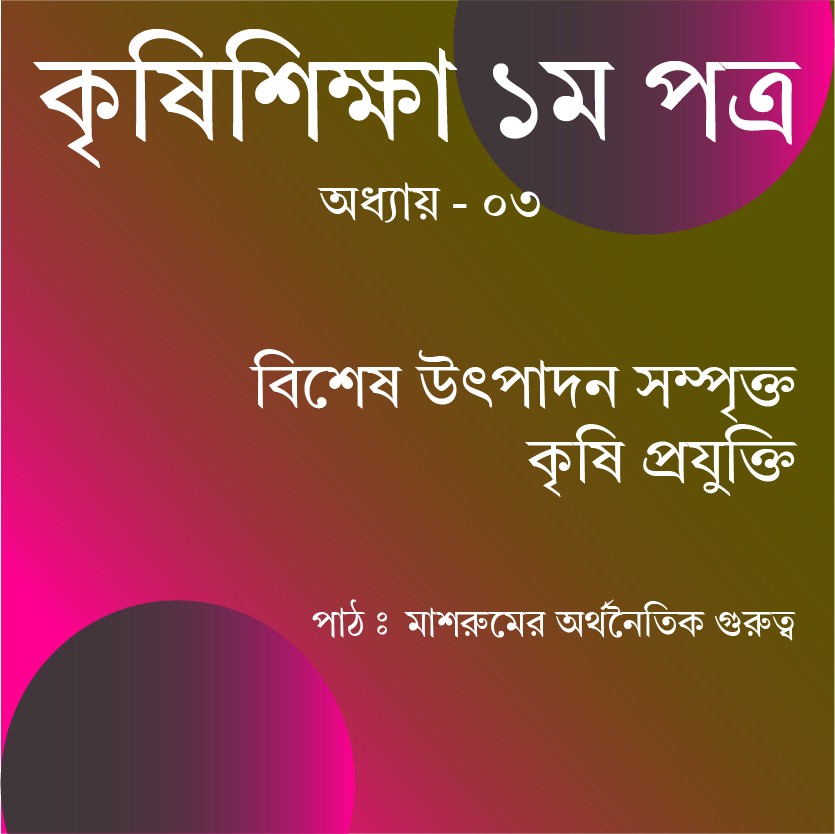 কৃষিশিক্ষা ১ম পত্র
অধ্যায় - ০৩
বিশেষ উৎপাদন সম্পৃক্ত
কৃষি প্রযুক্তি
পাঠ ঃ মাশরুমের অর্থনৈতিক গুরুত্ব